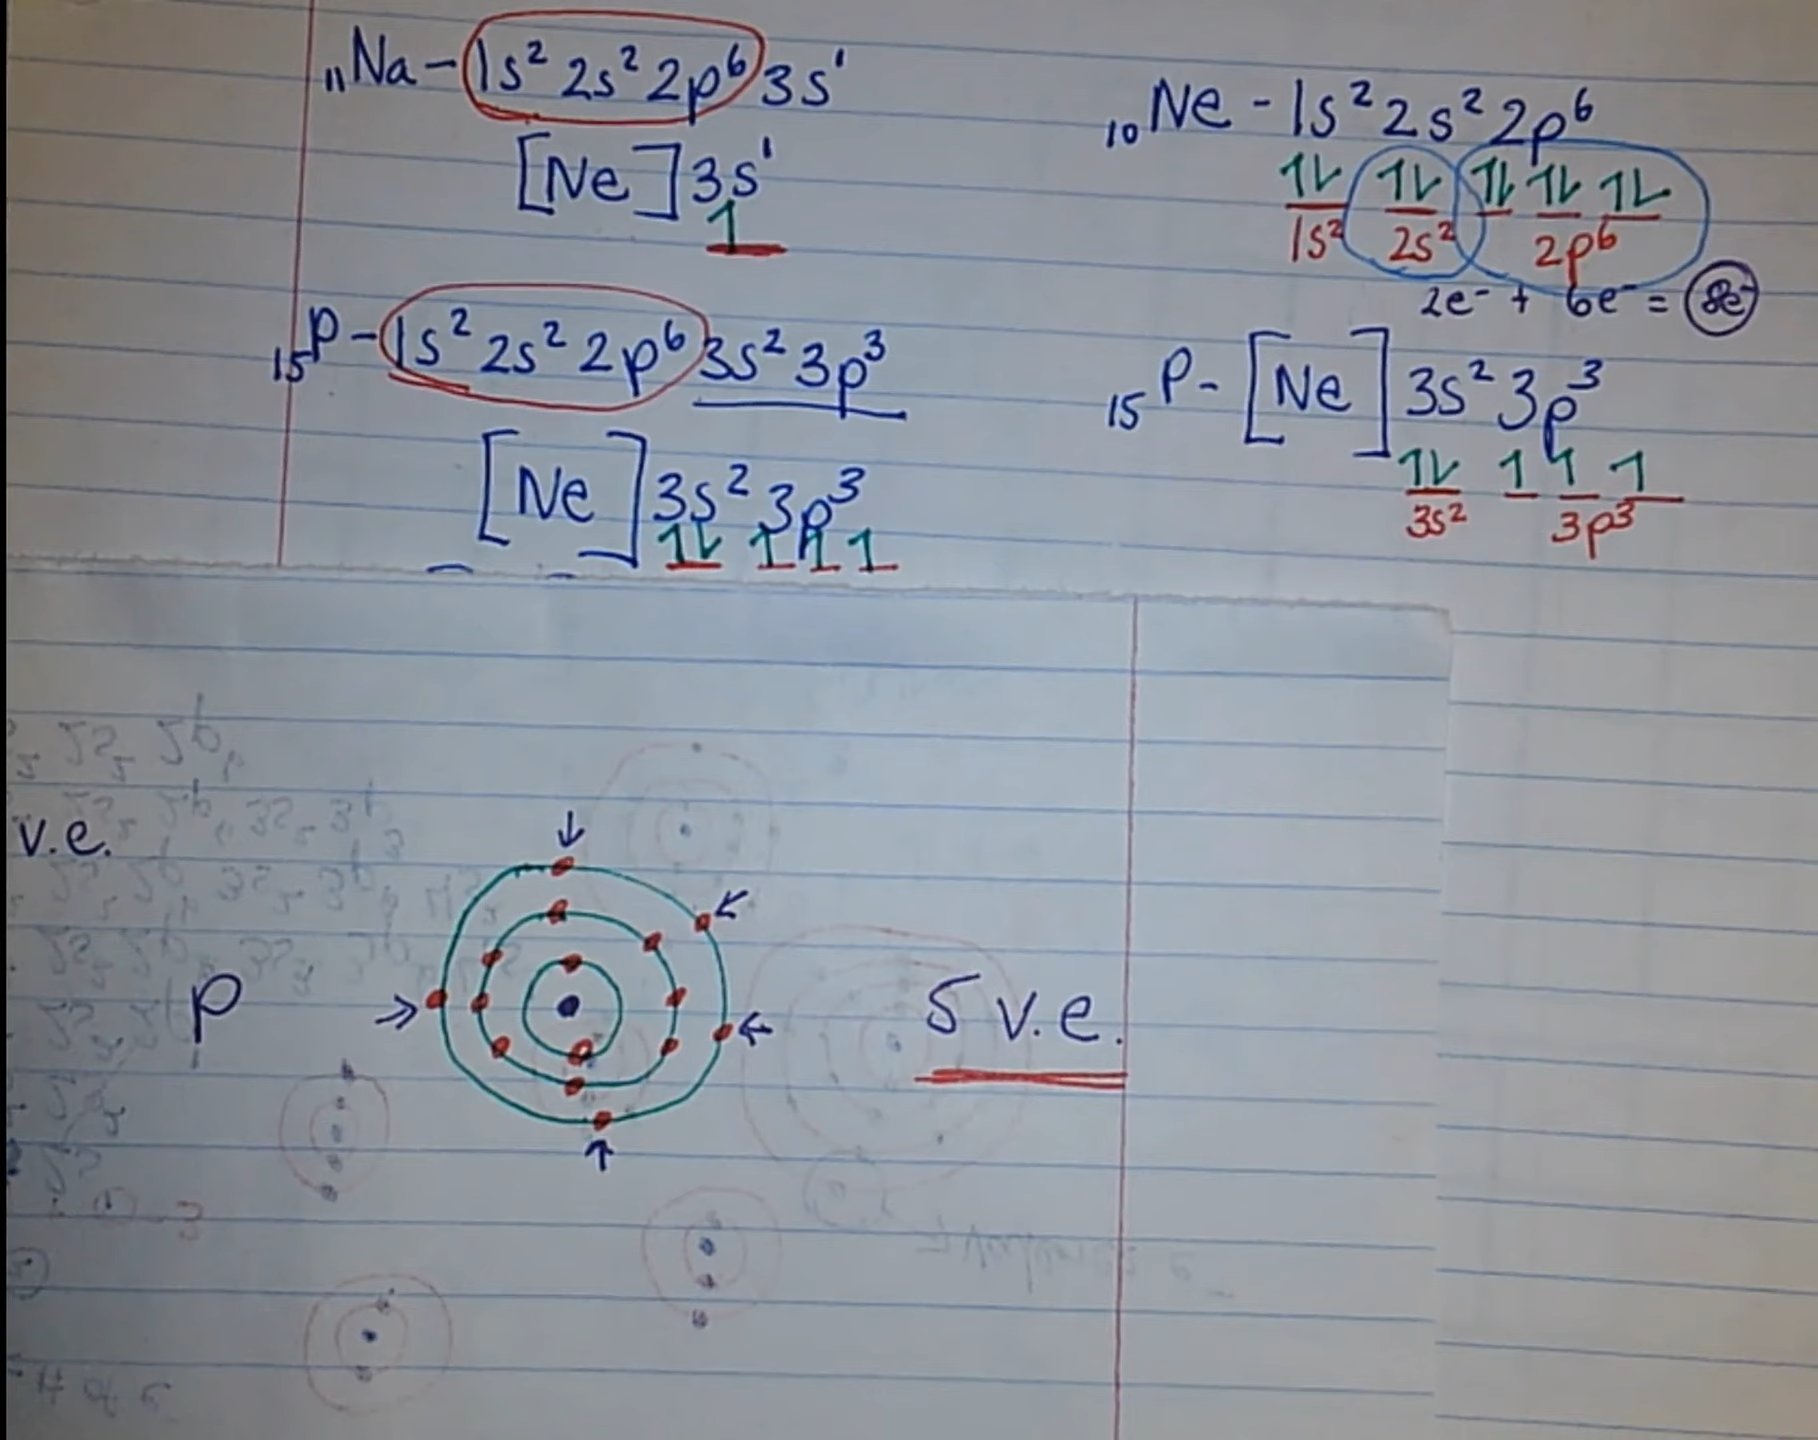 ₁₁Na - 1s² 2s² 2p⁶ 3s¹
[Ne] 3s¹
1
₁₀Ne - 1s² 2s² 2p⁶
1s² 2s² 2p⁶
2e⁻ + 6e⁻ = 8e⁻
₁₅P - 1s² 2s² 2p⁶ 3s² 3p³
[Ne] 3s² 3p³
₁₅P - [Ne] 3s² 3p³
3s² 3p³
v.e.
P
5 v.e.